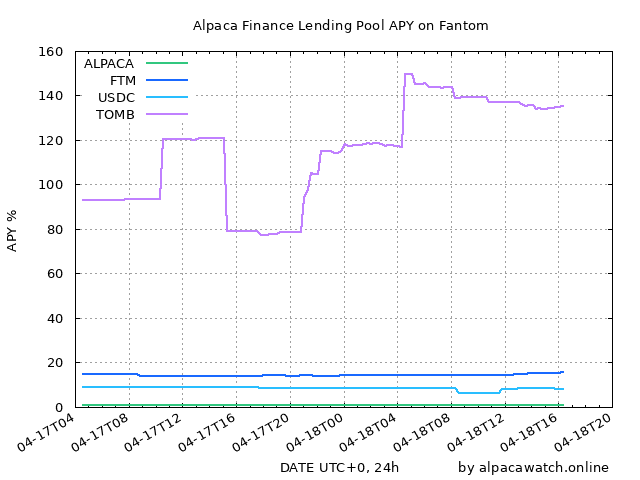 Alpaca Finance Lending Pool APY on Fantom
160
140
120
100
80
60
40
20
0
APY %
ALPACA
FTM
USDC
TOMB
04-17T04
04-17T08
04-17T12
04-17T16
04-17T20
04-18T00
04-18T04
04-18T08
04-18T12
04-18T16
04-18T20
DATE UTC+0, 24h
by alpacawatch.online